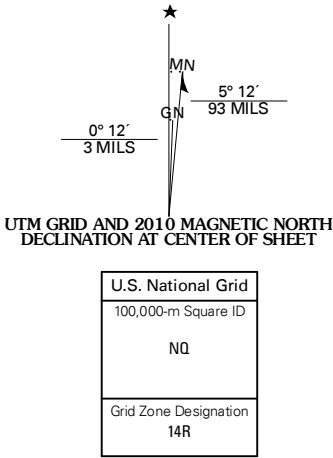 ★
MN
GN
5° 12´
93 MILS
0° 12´
3 MILS
UTM GRID AND 2010 MAGNETIC NORTH
DECLINATION AT CENTER OF SHEET
U.S. National Grid
100,000-m Square ID
NQ
Grid Zone Designation
14R